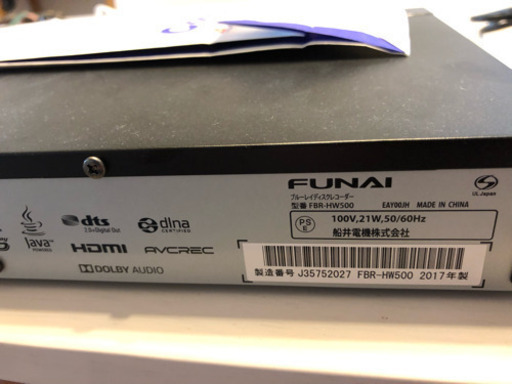 FUNAI
ブルーレイディスクレコーダー
型番 FBR-HW500 EAY00JH MADE IN CHINA
UL Japan
PS
E
100V,21W,50/60Hz
船井電機株式会社
製造番号 J35752027 FBR-HW500 2017年製
Java
POWERED
dts
2.0+Digital Out
dlna
CERTIFIED
HDMI
AVCREC
DOLBY AUDIO